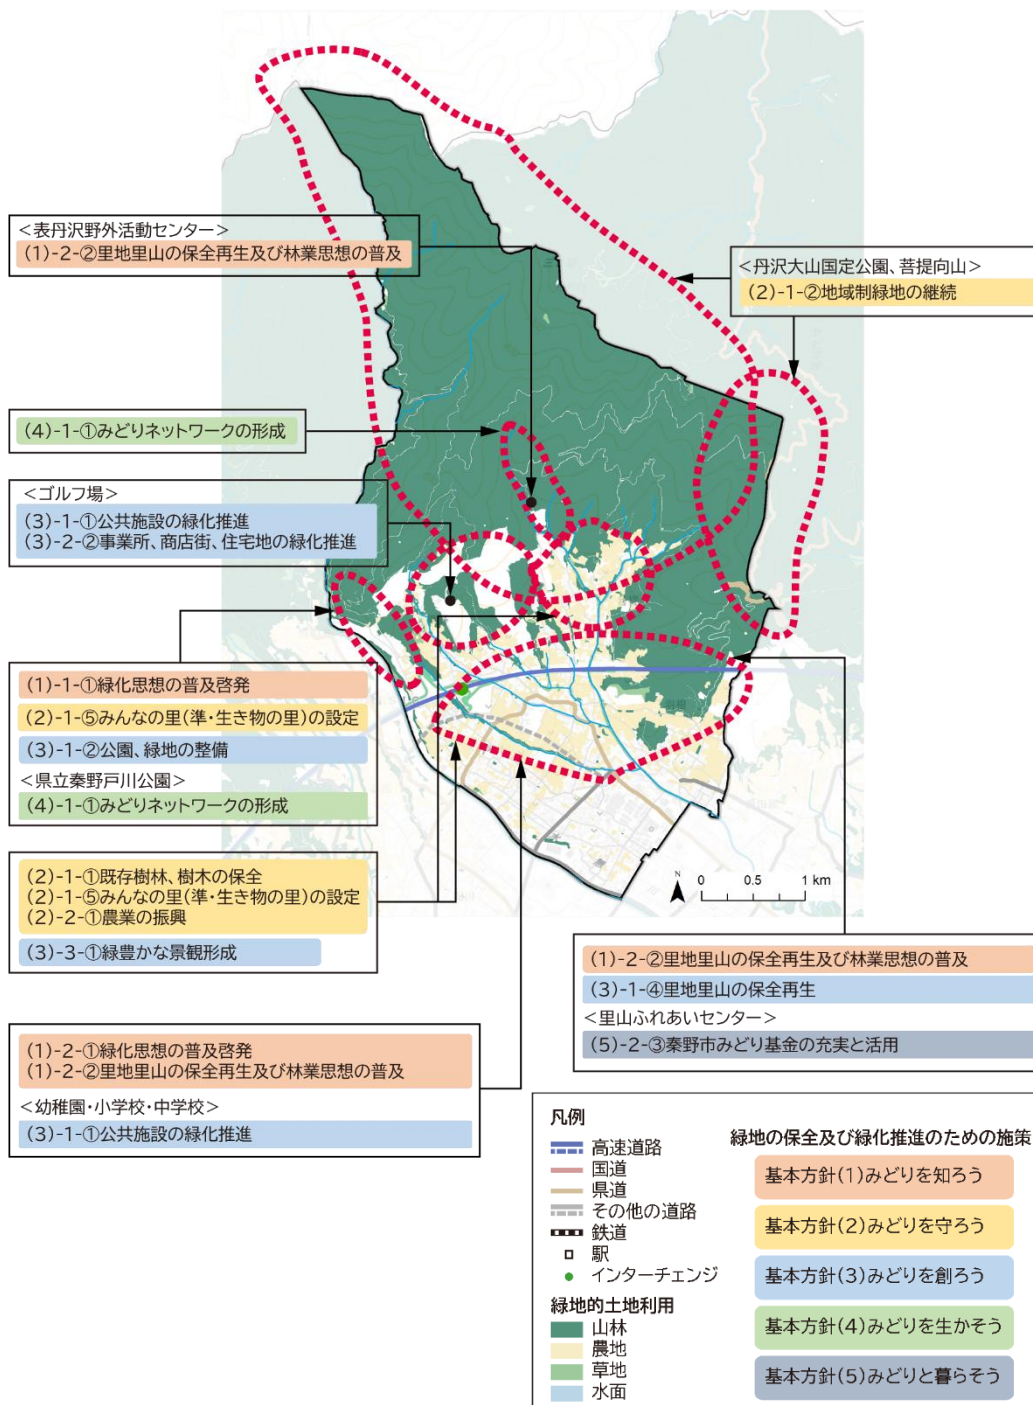 <表丹沢野外活動センター>
(1)-2-②里地里山の保全再生及び林業思想の普及
<丹沢大山国定公園、菩提向山>
(2)-1-②地域制緑地の継続
(4)-1-①みどりネットワークの形成
<ゴルフ場>
(3)-1-①公共施設の緑化推進
(3)-2-②事業所、商店街、住宅地の緑化推進
(1)-1-①緑化思想の普及啓発
(2)-1-⑤みんなの里(準・生き物の里)の設定
(3)-1-②公園、緑地の整備
<県立秦野戸川公園>
(4)-1-①みどりネットワークの形成
(2)-1-①既存樹林、樹木の保全
(2)-1-⑤みんなの里(準・生き物の里)の設定
(2)-2-①農業の振興
(3)-3-①緑豊かな景観形成
N
0 0.5 1 km
(1)-2-②里地里山の保全再生及び林業思想の普及
(3)-1-④里地里山の保全再生
<里山ふれあいセンター>
(5)-2-③秦野市みどり基金の充実と活用
(1)-2-①緑化思想の普及啓発
(1)-2-②里地里山の保全再生及び林業思想の普及
<幼稚園・小学校・中学校>
(3)-1-①公共施設の緑化推進
凡例
高速道路
国道
県道
その他の道路
鉄道
駅
インターチェンジ
緑地的土地利用
山林
農地
草地
水面
緑地の保全及び緑化推進のための施策
基本方針(1)みどりを知ろう
基本方針(2)みどりを守ろう
基本方針(3)みどりを創ろう
基本方針(4)みどりを生かそう
基本方針(5)みどりと暮らそう